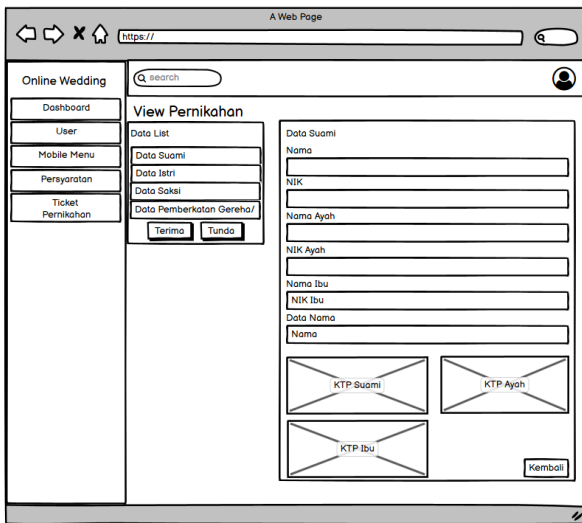 A Web Page
https://
Online Wedding
Dashboard
User
Mobile Menu
Persyaratan
Ticket
Pernikahan
search
View Pernikahan
Data List
Data Suami
Data Istri
Data Saksi
Data Pemberkatan Gereja/
Terima
Tunda
Data Suami
Nama
NIK
Nama Ayah
NIK Ayah
Nama Ibu
NIK Ibu
Data Nama
Nama
KTP Suami
KTP Ayah
KTP Ibu
Kembali